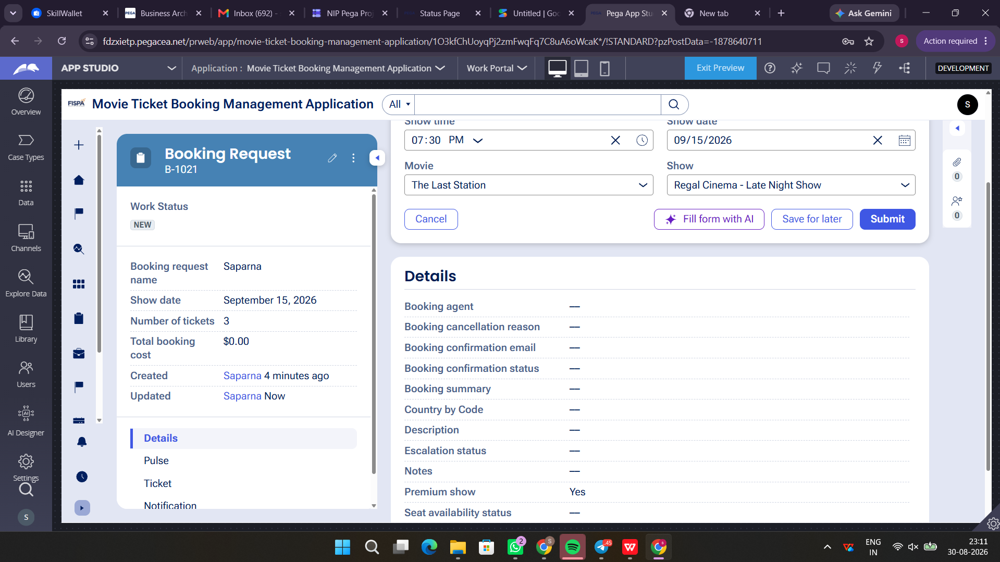 SkillWallet
Business Arch
Inbox (692) -
NIP Pega Proj
Status Page
Untitled | Goo
Pega App Stu
New tab
Ask Gemini
fdzxietp.pegacea.net/prweb/app/movie-ticket-booking-management-application/1O3kfChUoyqPj2zmFwqFq7C8uA6oWcaK*/!STANDARD?pzPostData=-1878640711
S
Action required
APP STUDIO
Application : Movie Ticket Booking Management Application
Work Portal
Exit Preview
DEVELOPMENT
Overview
Case Types
Data
Channels
Explore Data
Library
Users
AI Designer
Settings
S
FISPA
Movie Ticket Booking Management Application
All
S
Booking Request
B-1021
Work Status
NEW
Booking request name Saparna
Show date September 15, 2026
Number of tickets 3
Total booking cost $0.00
Created Saparna 4 minutes ago
Updated Saparna Now
Details
Pulse
Ticket
Notification
Show time Show date
07:30 PM 09/15/2026
Movie Show
The Last Station Regal Cinema - Late Night Show
Cancel Fill form with AI Save for later Submit
Details
Booking agent —
Booking cancellation reason —
Booking confirmation email —
Booking confirmation status —
Booking summary —
Country by Code —
Description —
Escalation status —
Notes —
Premium show Yes
Seat availability status —
0
0
2
S
45
ENG
IN
23:11
30-08-2026